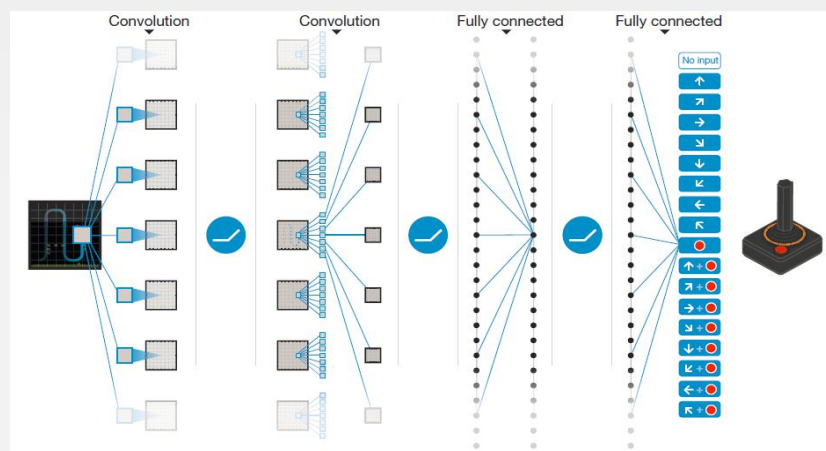 Convolution
Convolution
Fully connected
Fully connected
No input
+
+
+
+
+
+
+
+